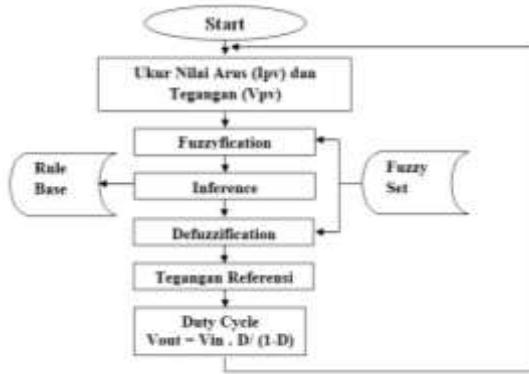 Start
Ukur Nilai Arus (Ipv) dan
Tegangan (Vpv)
Fuzzyfication
Rule
Base
Inference
Fuzzy
Set
Defuzzification
Tegangan Referensi
Duty Cycle
Vout = Vin . D/ (1-D)